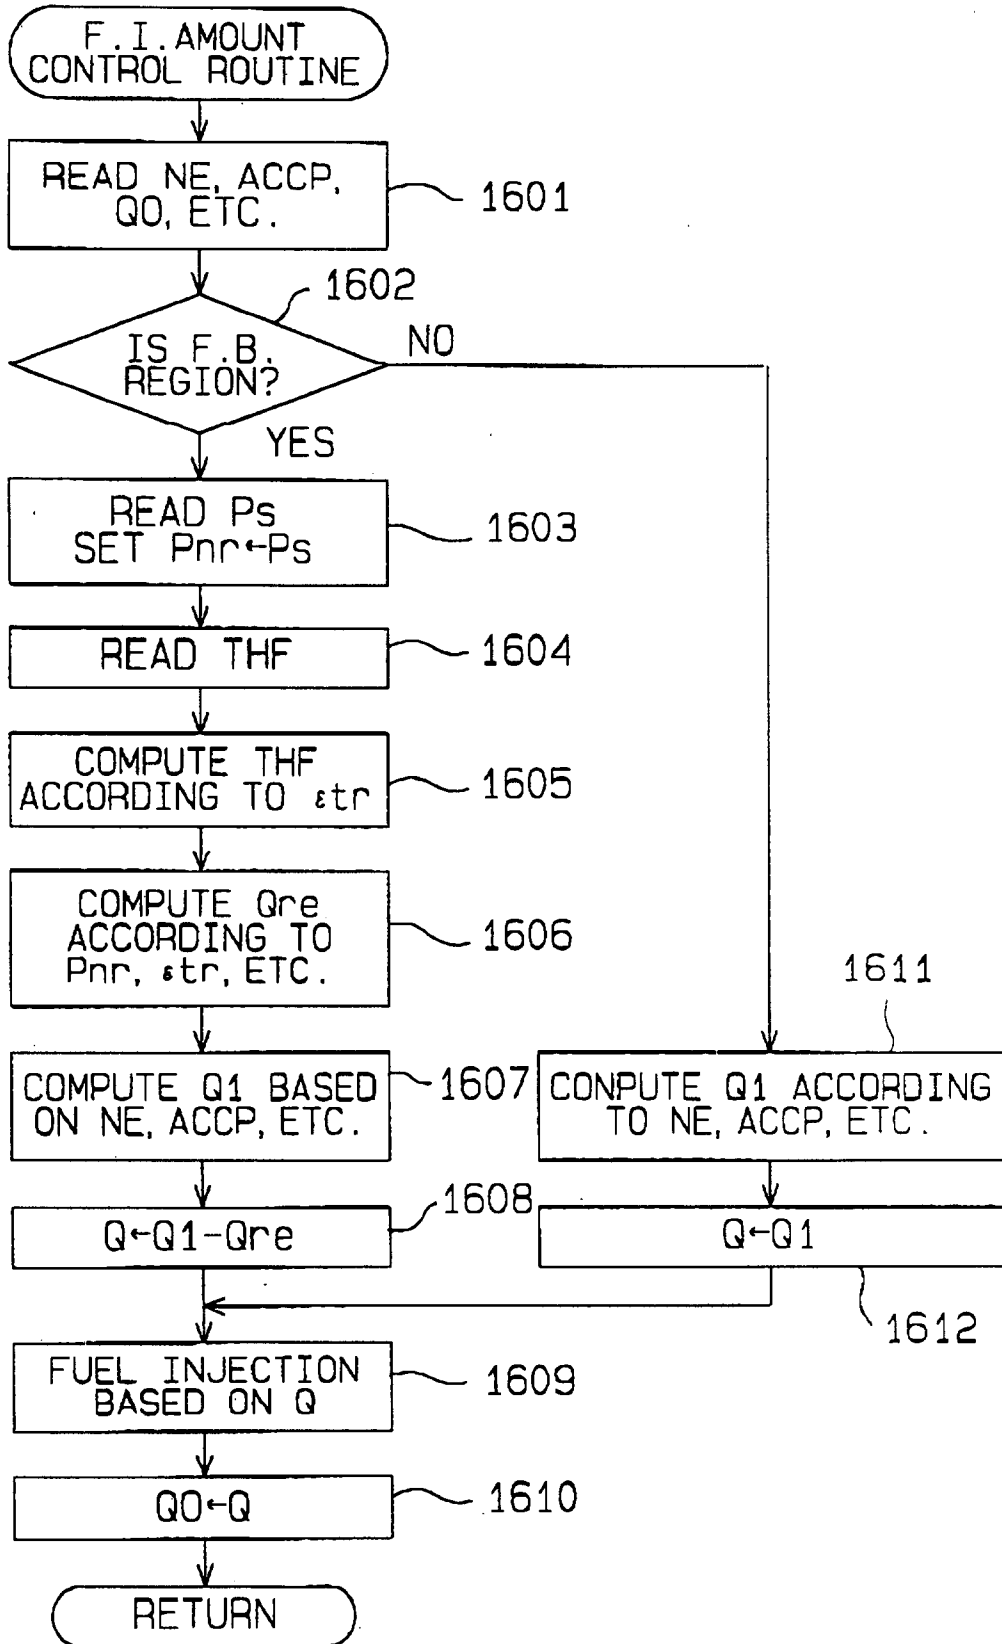 F.I.AMOUNT
CONTROL ROUTINE
READ NE, ACCP,
Q0, ETC.
1601
1602
IS F.B.
REGION?
NO
YES
READ Ps
SET Pnr←Ps
1603
READ THF
1604
COMPUTE THF
ACCORDING TO εtr
1605
COMPUTE Qre
ACCORDING TO
Pnr, εtr, ETC.
1606
1611
COMPUTE Q1 BASED
ON NE, ACCP, ETC.
1607
CONPUTE Q1 ACCORDING
TO NE, ACCP, ETC.
Q←Q1-Qre
1608
Q←Q1
1612
FUEL INJECTION
BASED ON Q
1609
Q0←Q
1610
RETURN